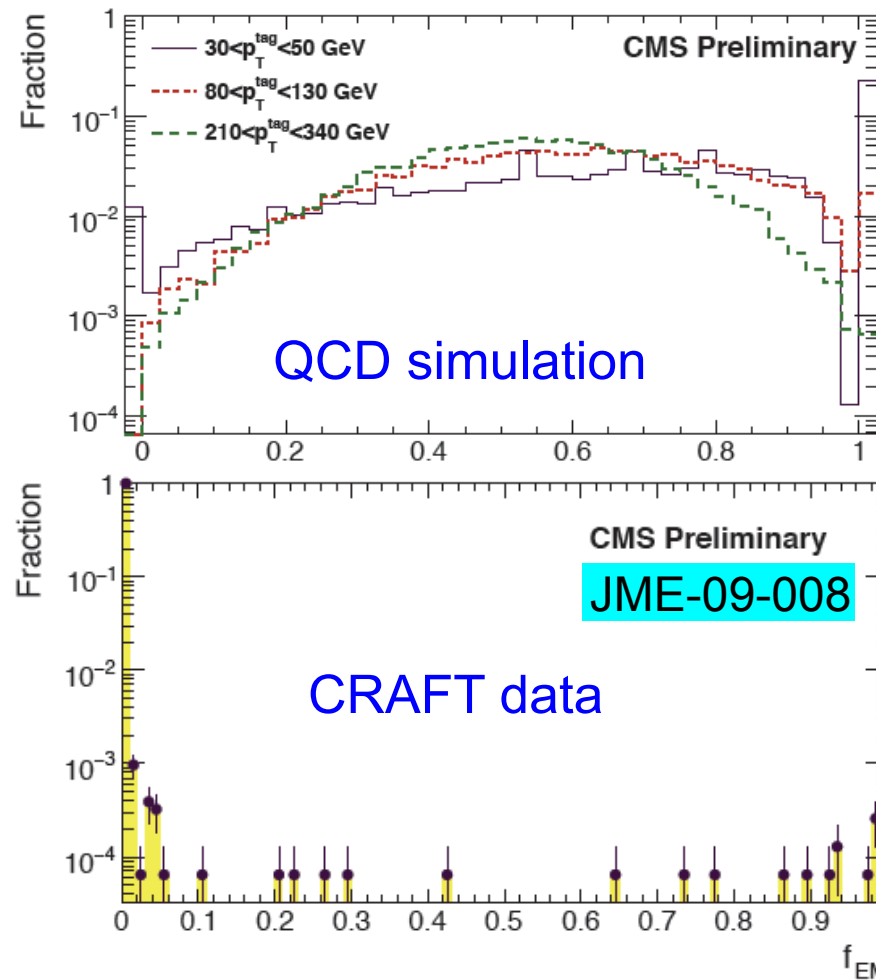 Fraction
1
10⁻¹
10⁻²
10⁻³
10⁻⁴
30<p_T^tag<50 GeV
80<p_T^tag<130 GeV
210<p_T^tag<340 GeV
CMS Preliminary
QCD simulation
0 0.2 0.4 0.6 0.8 1
Fraction
1
10⁻¹
10⁻²
10⁻³
10⁻⁴
CMS Preliminary
JME-09-008
CRAFT data
0 0.1 0.2 0.3 0.4 0.5 0.6 0.7 0.8 0.9
f_EM